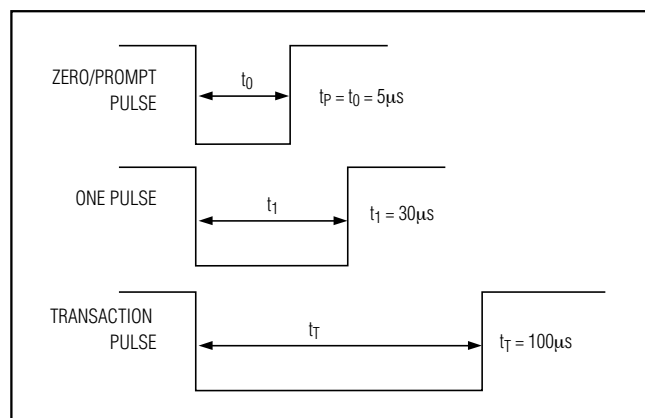 ZERO/PROMPT
PULSE
t0
tP = t0 = 5µs
ONE PULSE
t1
t1 = 30µs
TRANSACTION
PULSE
tT
tT = 100µs